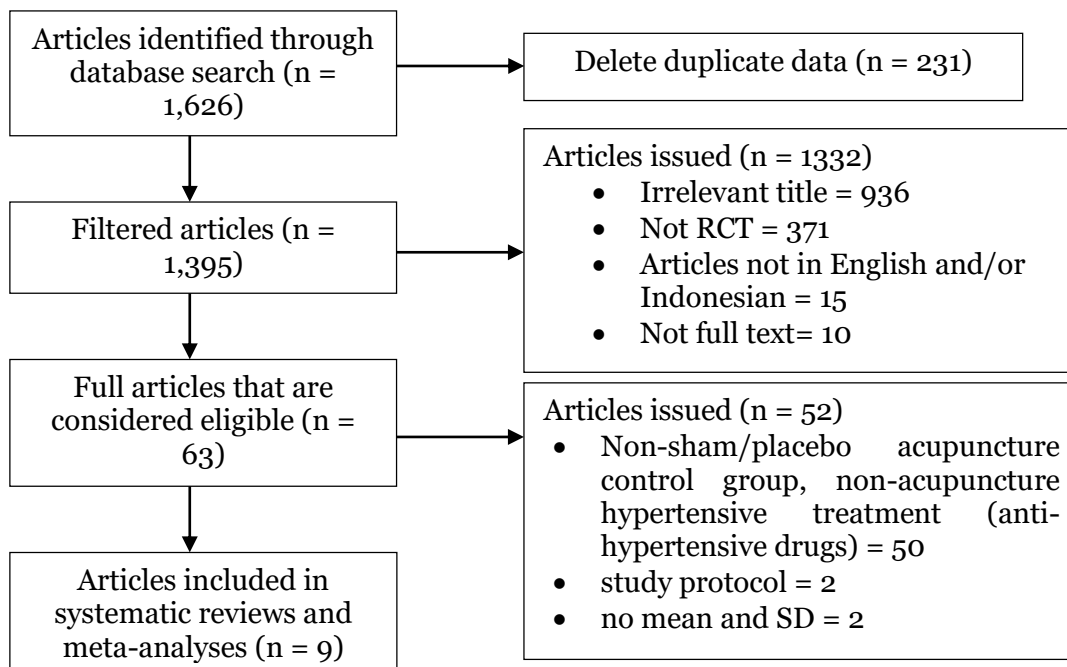 Articles identified through
database search (n =
1,626)
Delete duplicate data (n = 231)
Filtered articles (n =
1,395)
Articles issued (n = 1332)
• Irrelevant title = 936
• Not RCT = 371
• Articles not in English and/or
Indonesian = 15
• Not full text= 10
Full articles that are
considered eligible (n =
63)
Articles issued (n = 52)
• Non-sham/placebo acupuncture
control group, non-acupuncture
hypertensive treatment (anti-
hypertensive drugs) = 50
• study protocol = 2
• no mean and SD = 2
Articles included in
systematic reviews and
meta-analyses (n = 9)